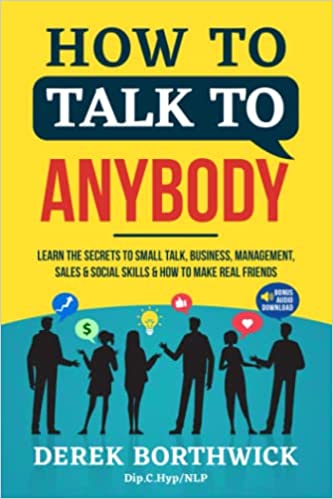 HOW TO
TALK TO
ANYBODY
LEARN THE SECRETS TO SMALL TALK, BUSINESS, MANAGEMENT,
SALES & SOCIAL SKILLS & HOW TO MAKE REAL FRIENDS
BONUS
AUDIO
DOWNLOAD
$
DEREK BORTHWICK
Dip.C.Hyp/NLP